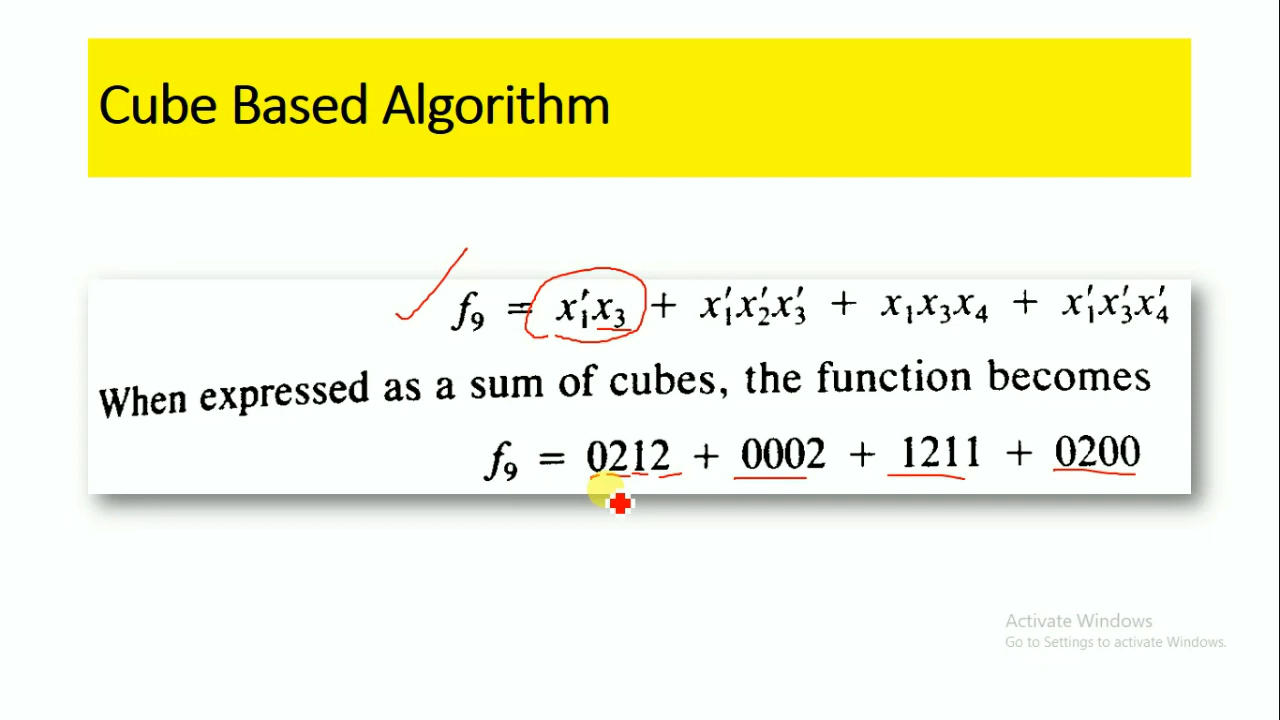 Cube Based Algorithm
f₉ = x₁′x₃ + x₁′x₂′x₃′ + x₁x₃x₄ + x₁′x₃′x₄′
When expressed as a sum of cubes, the function becomes
f₉ = 0212 + 0002 + 1211 + 0200
Activate Windows
Go to Settings to activate Windows.